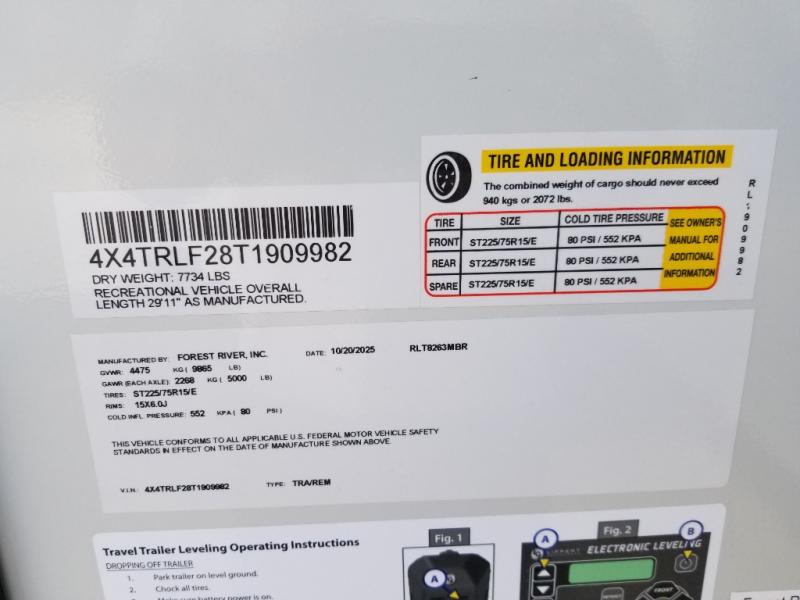 TIRE AND LOADING INFORMATION
The combined weight of cargo should never exceed
940 kgs or 2072 lbs.
TIRE SIZE COLD TIRE PRESSURE SEE OWNER'S MANUAL FOR ADDITIONAL INFORMATION
FRONT ST225/75R15/E 80 PSI / 552 KPA
REAR ST225/75R15/E 80 PSI / 552 KPA
SPARE ST225/75R15/E 80 PSI / 552 KPA
4X4TRLF28T1909982
DRY WEIGHT: 7734 LBS
RECREATIONAL VEHICLE OVERALL
LENGTH 29'11" AS MANUFACTURED.
MANUFACTURED BY: FOREST RIVER, INC. DATE: 10/20/2025 RLT8263MBR
GVWR: 4475 KG ( 9865 LB)
GAWR (EACH AXLE): 2268 KG ( 5000 LB)
TIRES: ST225/75R15/E
RIMS: 15X6.0J
COLD INFL. PRESSURE: 552 KPA ( 80 PSI )
THIS VEHICLE CONFORMS TO ALL APPLICABLE U.S. FEDERAL MOTOR VEHICLE SAFETY
STANDARDS IN EFFECT ON THE DATE OF MANUFACTURE SHOWN ABOVE.
V.I.N.: 4X4TRLF28T1909982 TYPE: TRA/REM
Travel Trailer Leveling Operating Instructions
DROPPING OFF TRAILER
1. Park trailer on level ground.
2. Chock all tires.
3. Make sure battery power is on.
Fig. 1
A
Fig. 2
A
B
ELECTRONIC LEVELING
FRONT